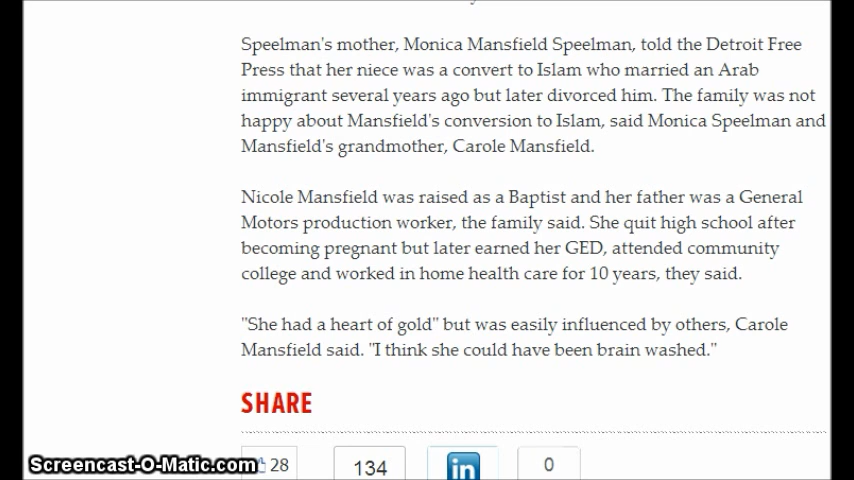 Speelman's mother, Monica Mansfield Speelman, told the Detroit Free
Press that her niece was a convert to Islam who married an Arab
immigrant several years ago but later divorced him. The family was not
happy about Mansfield's conversion to Islam, said Monica Speelman and
Mansfield's grandmother, Carole Mansfield.
Nicole Mansfield was raised as a Baptist and her father was a General
Motors production worker, the family said. She quit high school after
becoming pregnant but later earned her GED, attended community
college and worked in home health care for 10 years, they said.
"She had a heart of gold" but was easily influenced by others, Carole
Mansfield said. "I think she could have been brain washed."
SHARE
28 134 in 0
Screencast-O-Matic.com